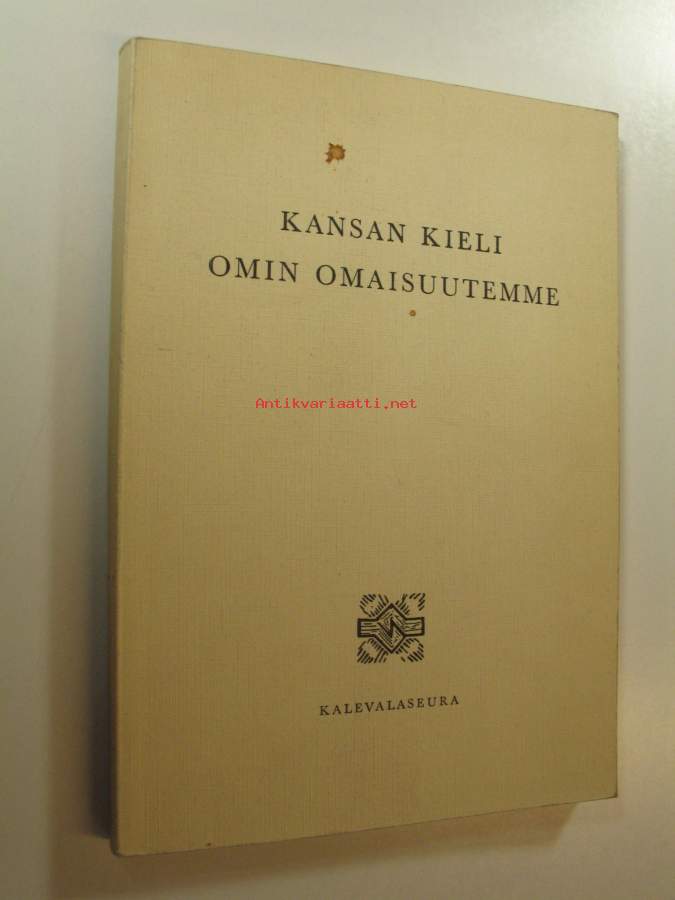 KANSAN KIELI
OMIN OMAISUUTEMME
Antikvariaatti.net
KALEVALASEURA